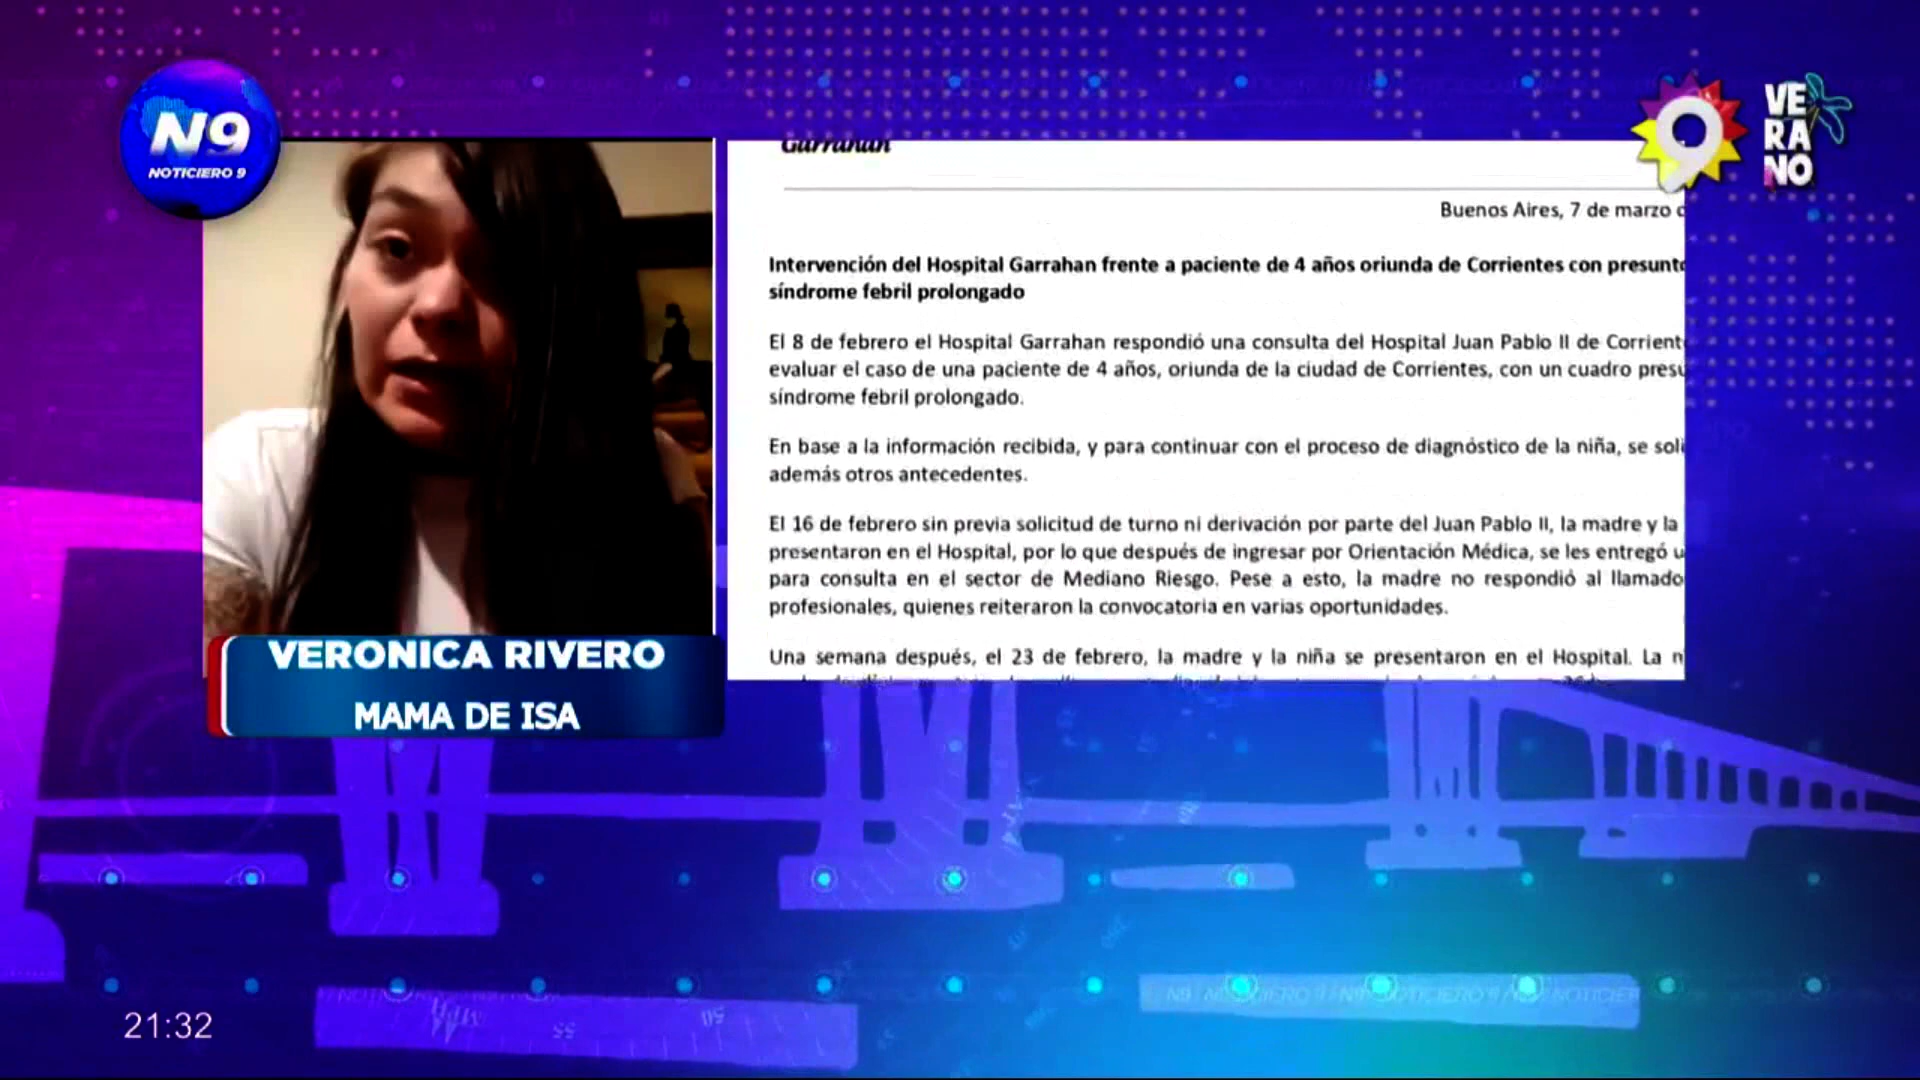 N9
NOTICIERO 9
9
VE
RA
NO
Garrahan
Buenos Aires, 7 de marzo
Intervención del Hospital Garrahan frente a paciente de 4 años oriunda de Corrientes con presunto
síndrome febril prolongado
El 8 de febrero el Hospital Garrahan respondió una consulta del Hospital Juan Pablo II de Corrient
evaluar el caso de una paciente de 4 años, oriunda de la ciudad de Corrientes, con un cuadro presu
síndrome febril prolongado.
En base a la información recibida, y para continuar con el proceso de diagnóstico de la niña, se soli
además otros antecedentes.
El 16 de febrero sin previa solicitud de turno ni derivación por parte del Juan Pablo II, la madre y la
presentaron en el Hospital, por lo que después de ingresar por Orientación Médica, se les entregó u
para consulta en el sector de Mediano Riesgo. Pese a esto, la madre no respondió al llamado
profesionales, quienes reiteraron la convocatoria en varias oportunidades.
Una semana después, el 23 de febrero, la madre y la niña se presentaron en el Hospital. La n
VERONICA RIVERO
MAMA DE ISA
21:32